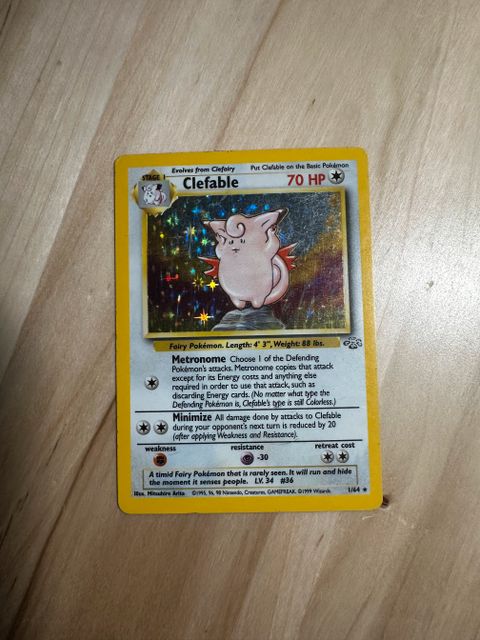 Evolves from Clefairy Put Clefable on the Basic Pokémon
STAGE 1 Clefable 70 HP
Fairy Pokémon. Length: 4' 3", Weight: 88 lbs.
Metronome Choose 1 of the Defending
Pokémon's attacks. Metronome copies that attack
except for its Energy costs and anything else
required in order to use that attack, such as
discarding Energy cards. (No matter what type the
Defending Pokémon is, Clefable's type is still Colorless.)
Minimize All damage done by attacks to Clefable
during your opponent's next turn is reduced by 20
(after applying Weakness and Resistance).
weakness resistance retreat cost
-30
A timid Fairy Pokémon that is rarely seen. It will run and hide
the moment it senses people. LV. 34 #36
Illus. Mitsuhiro Arita ©1995, 96, 98 Nintendo, Creatures, GAMEFREAK. ©1999 Wizards. 1/64 ★